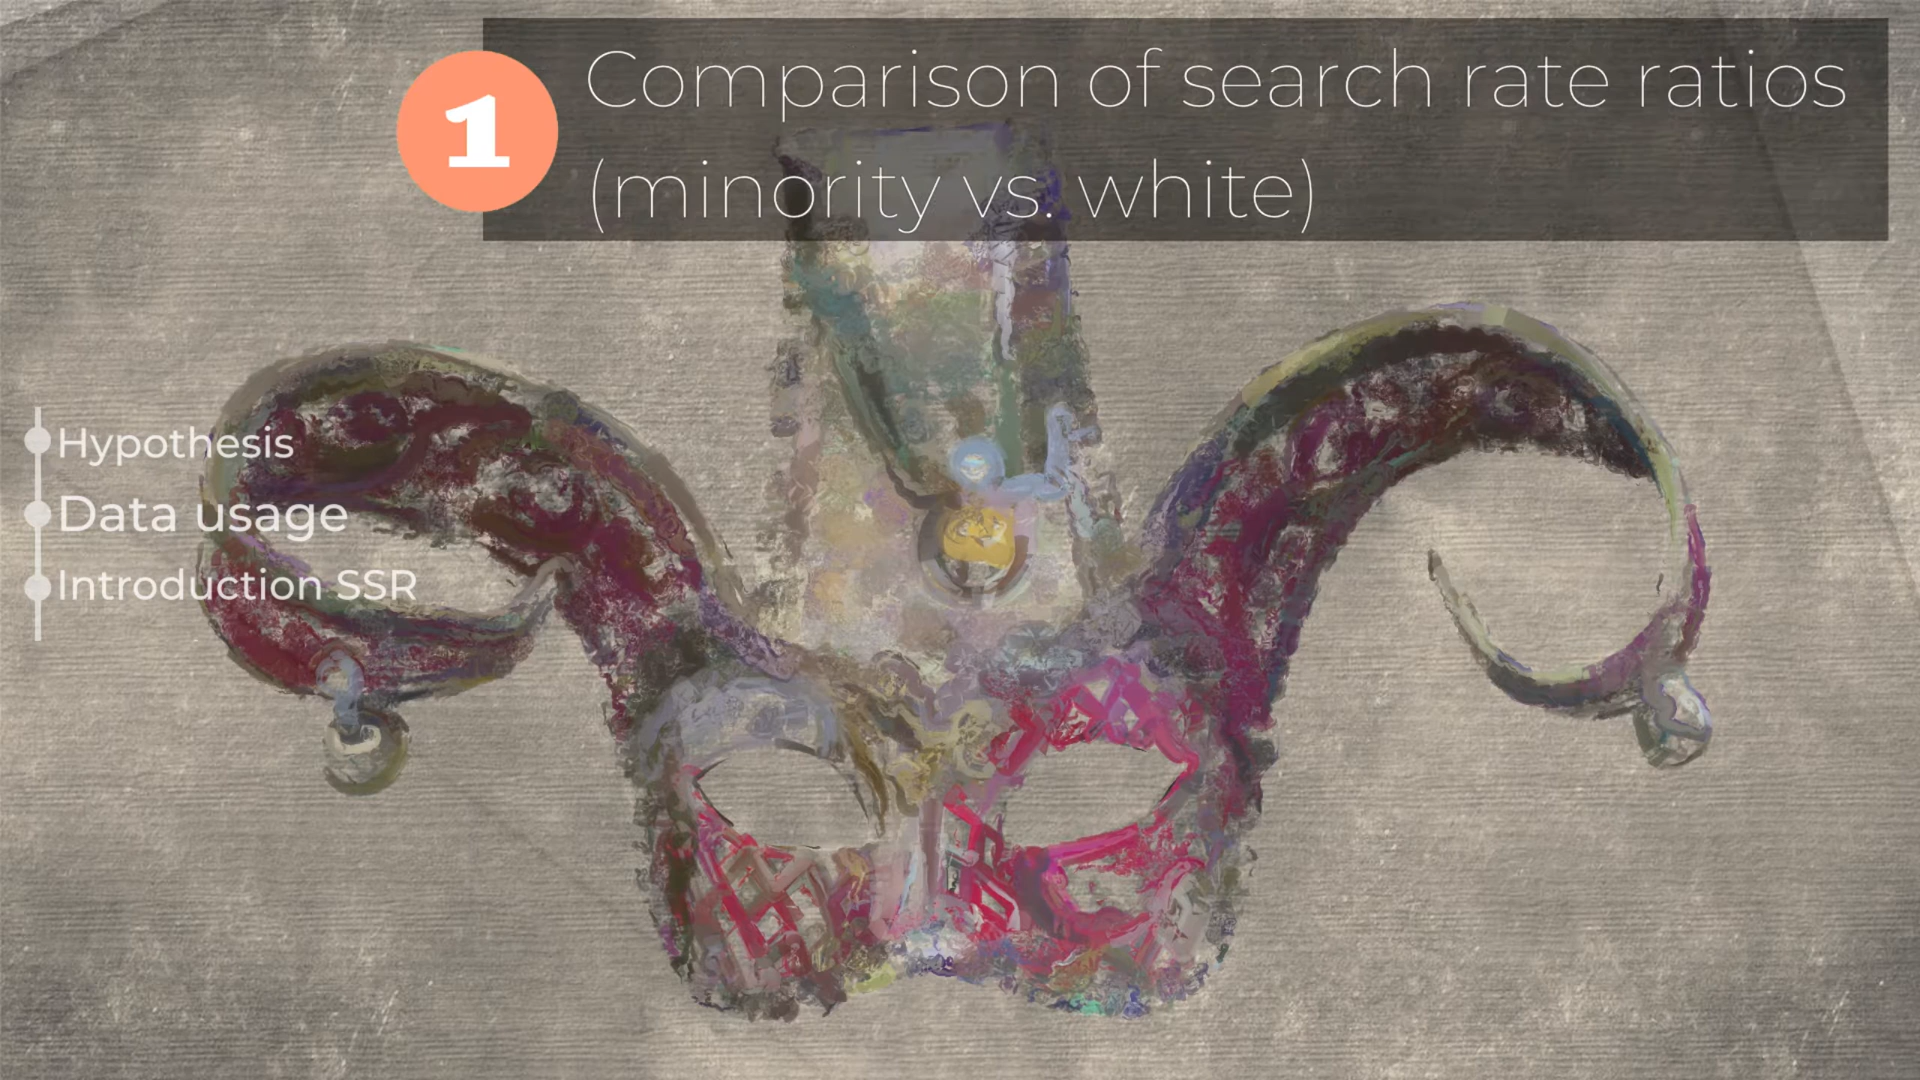 1
Comparison of search rate ratios
(minority vs. white)
Hypothesis
Data usage
Introduction SSR